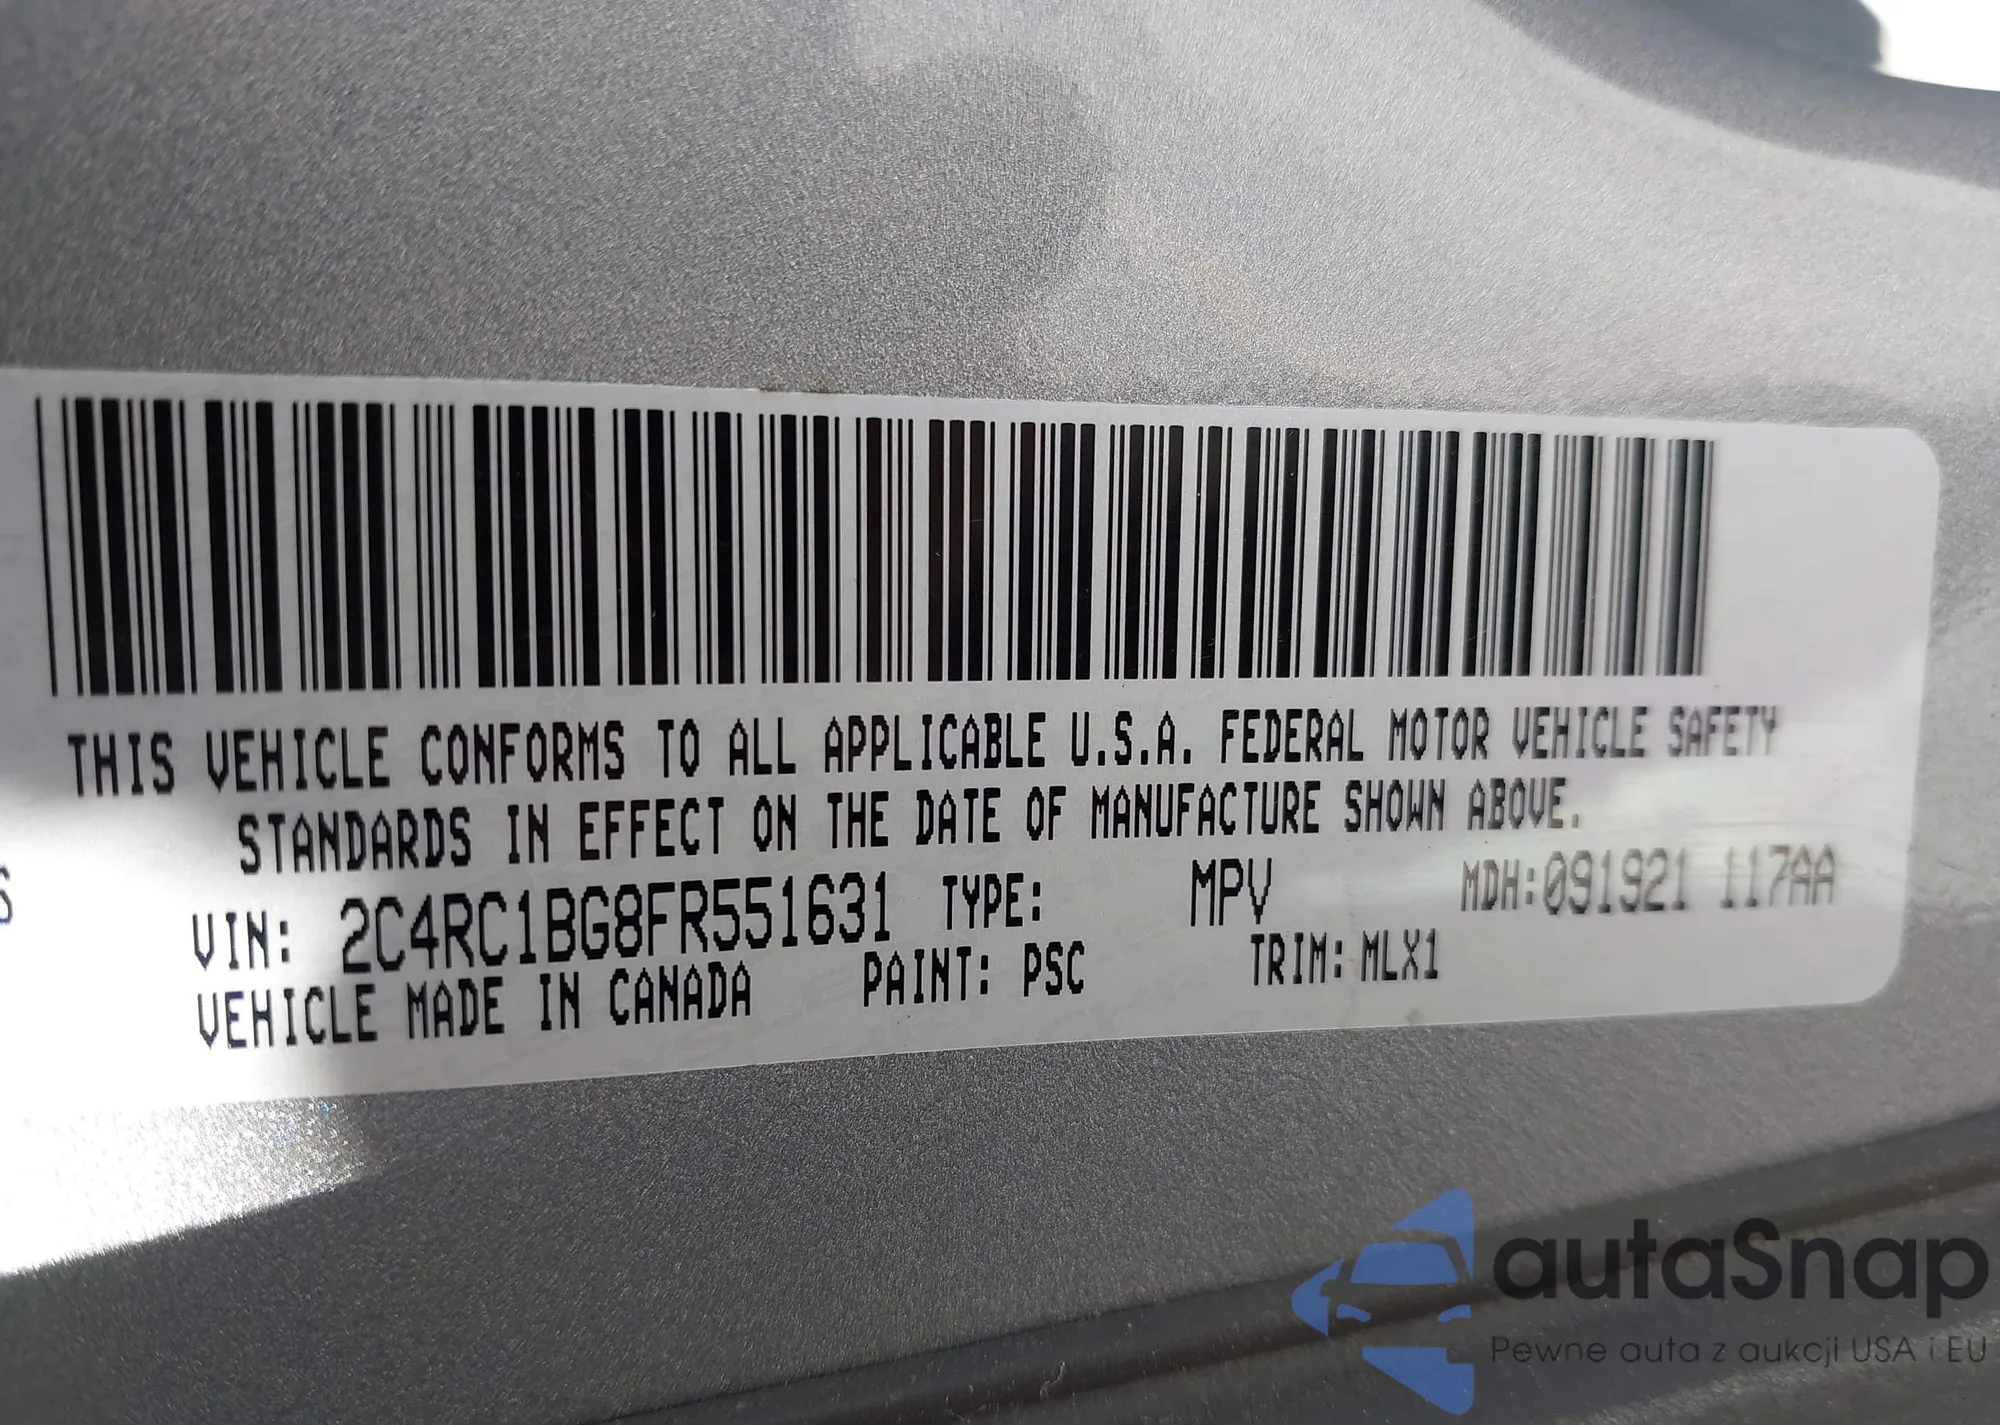 THIS VEHICLE CONFORMS TO ALL APPLICABLE U.S.A. FEDERAL MOTOR VEHICLE SAFETY
STANDARDS IN EFFECT ON THE DATE OF MANUFACTURE SHOWN ABOVE.
VIN: 2C4RC1BG8FR551631 TYPE: MPV MDH:091921 117AA
VEHICLE MADE IN CANADA PAINT: PSC TRIM: MLX1
autaSnap
Pewne auta z aukcji USA i EU